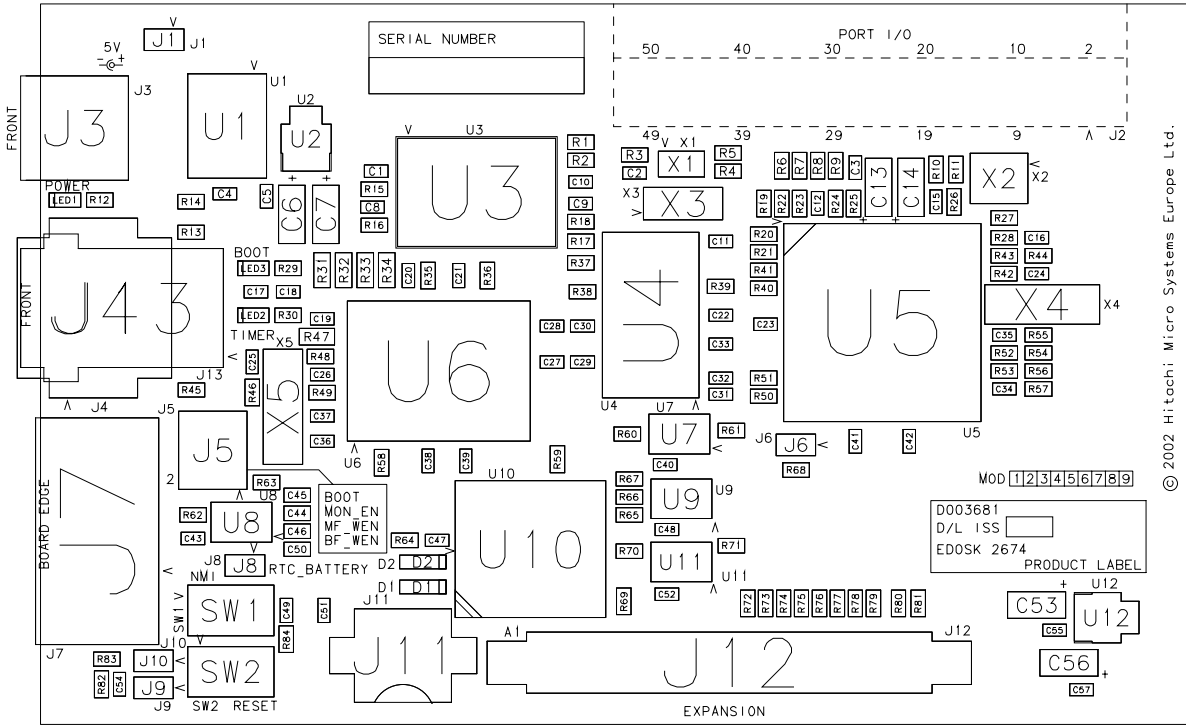 SERIAL NUMBER
PORT I/O
50 40 30 20 10 2
49 39 29 19 9 J2
J1 J1
5V
J3 J3
FRONT
U1 U1
U2 U2
U3 U3
R1
R2
C10
C9
R18
R17
R37
R38
C1
R15
C8
R16
R3
C2
X1 X1
R5
R4
X3 X3
R6 R7 R8 R9 C3 C13 C14 R10 R11
R19 R22 R23 C12 R24 R25 C15 R26
X2 X2
POWER
LED1 R12
R14
C4
C5
C6 C7
R13
BOOT
LED3 R29
C17 C18
LED2 R30
TIMER
FRONT
J4 3
J13
J4
R31 R32 R33 R34 C20 R35 C21 R36
C19
R47
X5 X5
C25
R46
R48
C26
R49
C37
C36
R45
U6 U6
C28 C30
C27 C29
U4 U4
C11
R39
C22
C33
C32
C31
R20
R21
R41
R40
C23
R51
R50
U5 U5
R27
R28 C16
R43 R44
R42 C24
X4 X4
C35 R55
R52 R54
R53 R56
C34 R57
J5 J5
2
U7 U7
R60
R61
C40
J6 J6
R68
C41 C42
R58 C38 C39 R59
BOARD EDGE
J7 J7
R63
U8 U8
R62
C43
C45
C44
C46
C50
BOOT
MON_EN
MF_WEN
BF_WEN
J8 J8
RTC_BATTERY
R64 C47
D2 D2
D1 D1
U10 U10
R67
R66
R65
U9 U9
C48
R70
U11 U11
R71
C52
R69
NMI
SW1 SW1
C49
R84
C51
J11 J11
J10 J10
R83
R82 C54
J9 J9
SW2
SW2 RESET
A1 J12 J12
EXPANSION
R72 R73 R74 R75 R76 R77 R78 R79 R80 R81
MOD 1 2 3 4 5 6 7 8 9
D003681
D/L ISS
EDOSK 2674
PRODUCT LABEL
C53
C55
U12 U12
C56
C57
© 2002 Hitachi Micro Systems Europe Ltd.